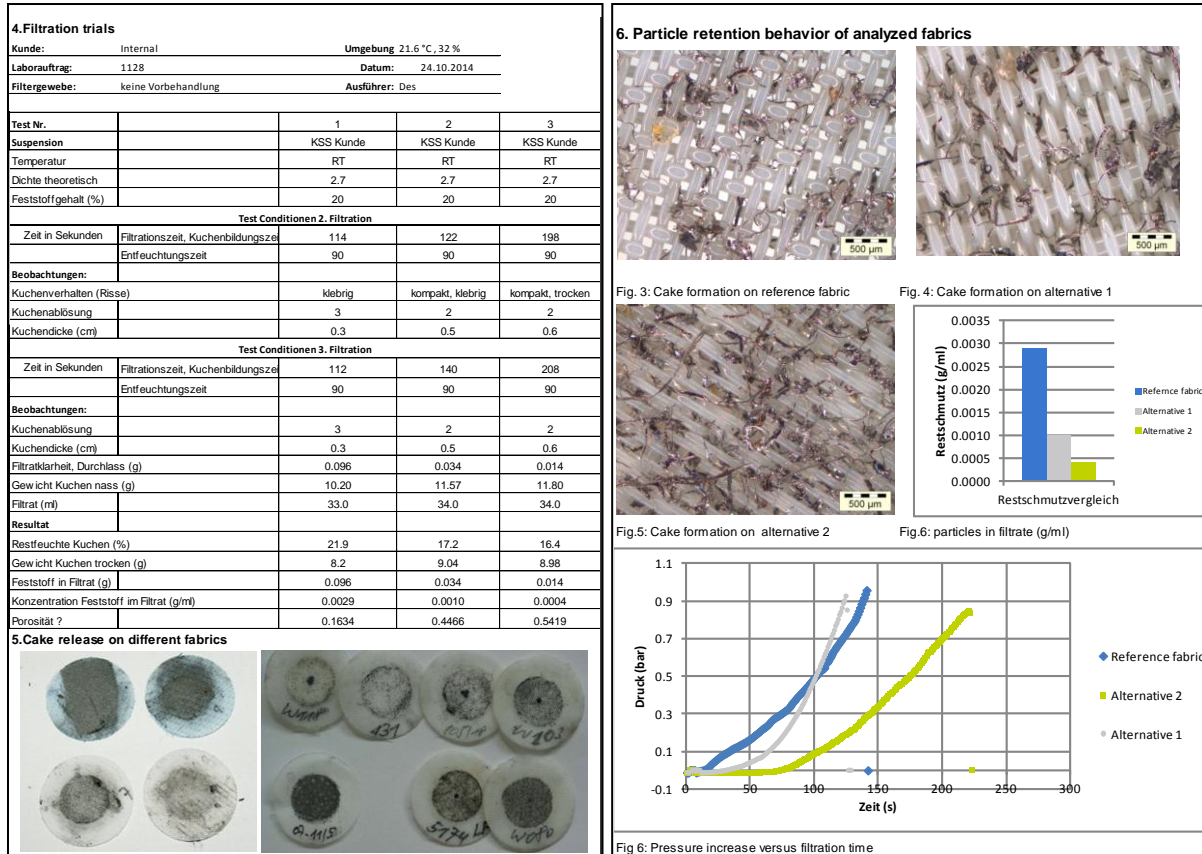 4.Filtration trials
Kunde: Internal Umgebung 21.6 °C , 32 %
Laborauftrag: 1128 Datum: 24.10.2014
Filtergewebe: keine Vorbehandlung Ausführer: Des
Test Nr. 1 2 3
Suspension KSS Kunde KSS Kunde KSS Kunde
Temperatur RT RT RT
Dichte theoretisch 2.7 2.7 2.7
Feststoffgehalt (%) 20 20 20
Test Conditionen 2. Filtration
Zeit in Sekunden Filtrationszeit, Kuchenbildungszei 114 122 198
Entfeuchtungszeit 90 90 90
Beobachtungen:
Kuchenverhalten (Risse) klebrig kompakt, klebrig kompakt, trocken
Kuchenablösung 3 2 2
Kuchendicke (cm) 0.3 0.5 0.6
Test Conditionen 3. Filtration
Zeit in Sekunden Filtrationszeit, Kuchenbildungszei 112 140 208
Entfeuchtungszeit 90 90 90
Beobachtungen:
Kuchenablösung 3 2 2
Kuchendicke (cm) 0.3 0.5 0.6
Filtratklarheit, Durchlass (g) 0.096 0.034 0.014
Gewicht Kuchen nass (g) 10.20 11.57 11.80
Filtrat (ml) 33.0 34.0 34.0
Resultat
Restfeuchte Kuchen (%) 21.9 17.2 16.4
Gewicht Kuchen trocken (g) 8.2 9.04 8.98
Feststoff in Filtrat (g) 0.096 0.034 0.014
Konzentration Feststoff im Filtrat (g/ml) 0.0029 0.0010 0.0004
Porosität ? 0.1634 0.4466 0.5419
5.Cake release on different fabrics
131
5174 LA
W080
6. Particle retention behavior of analyzed fabrics
500 µm
500 µm
Fig. 3: Cake formation on reference fabric
Fig. 4: Cake formation on alternative 1
500 µm
Restschmutz (g/ml)
0.0035
0.0030
0.0025
0.0020
0.0015
0.0010
0.0005
0.0000
Restschmutzvergleich
Refernce fabric
Alternative 1
Alternative 2
Fig.5: Cake formation on alternative 2
Fig.6: particles in filtrate (g/ml)
Druck (bar)
1.1
0.9
0.7
0.5
0.3
0.1
-0.1
0 50 100 150 200 250 300
Zeit (s)
Reference fabric
Alternative 2
Alternative 1
Fig 6: Pressure increase versus filtration time